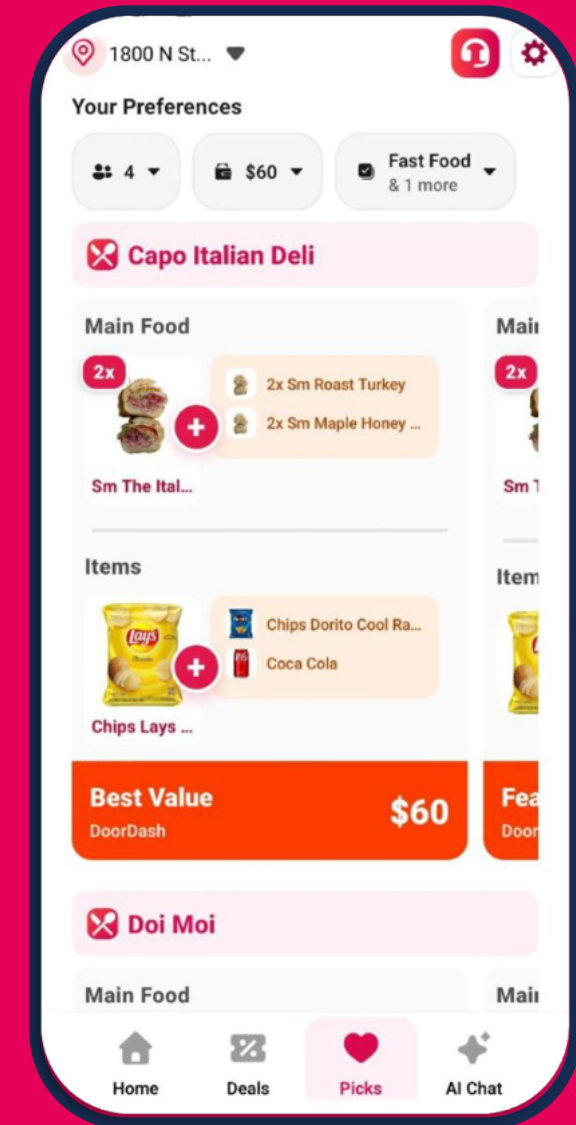 1800 N St...
Your Preferences
4
$60
Fast Food
& 1 more
Capo Italian Deli
Main Food
2x
2x Sm Roast Turkey
2x Sm Maple Honey ...
Sm The Ital...
Items
Lay's
Classic
Chips Dorito Cool Ra...
Coca Cola
Chips Lays ...
Best Value
DoorDash
$60
Mai
2x
Sm
Item
Fea
Door
Doi Moi
Main Food
Mai
Home
Deals
Picks
AI Chat